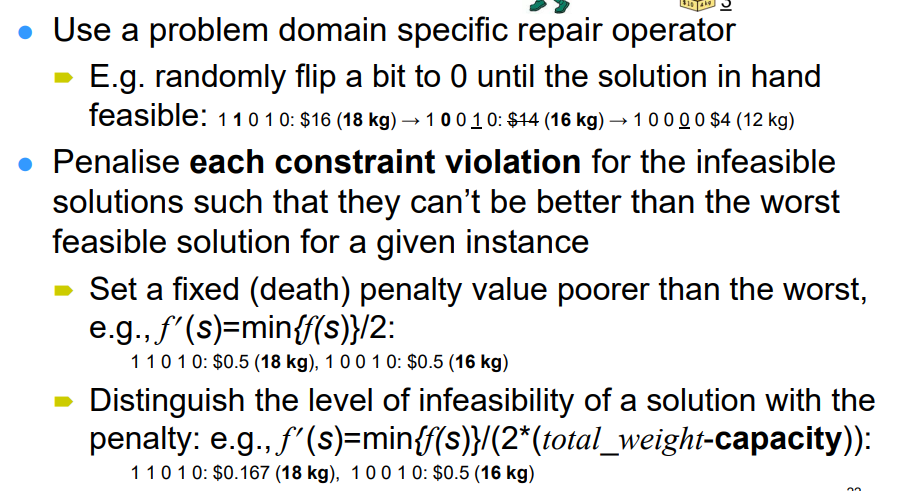 $10 4 kg 5
Use a problem domain specific repair operator
E.g. randomly flip a bit to 0 until the solution in hand
feasible: 1 1 0 1 0: $16 (18 kg) → 1 0 0 1 0: $14 (16 kg) → 1 0 0 0 0 $4 (12 kg)
Penalise each constraint violation for the infeasible
solutions such that they can't be better than the worst
feasible solution for a given instance
Set a fixed (death) penalty value poorer than the worst,
e.g., f′(s)=min{f(s)}/2:
1 1 0 1 0: $0.5 (18 kg), 1 0 0 1 0: $0.5 (16 kg)
Distinguish the level of infeasibility of a solution with the
penalty: e.g., f′(s)=min{f(s)}/(2*(total_weight-capacity)):
1 1 0 1 0: $0.167 (18 kg), 1 0 0 1 0: $0.5 (16 kg)